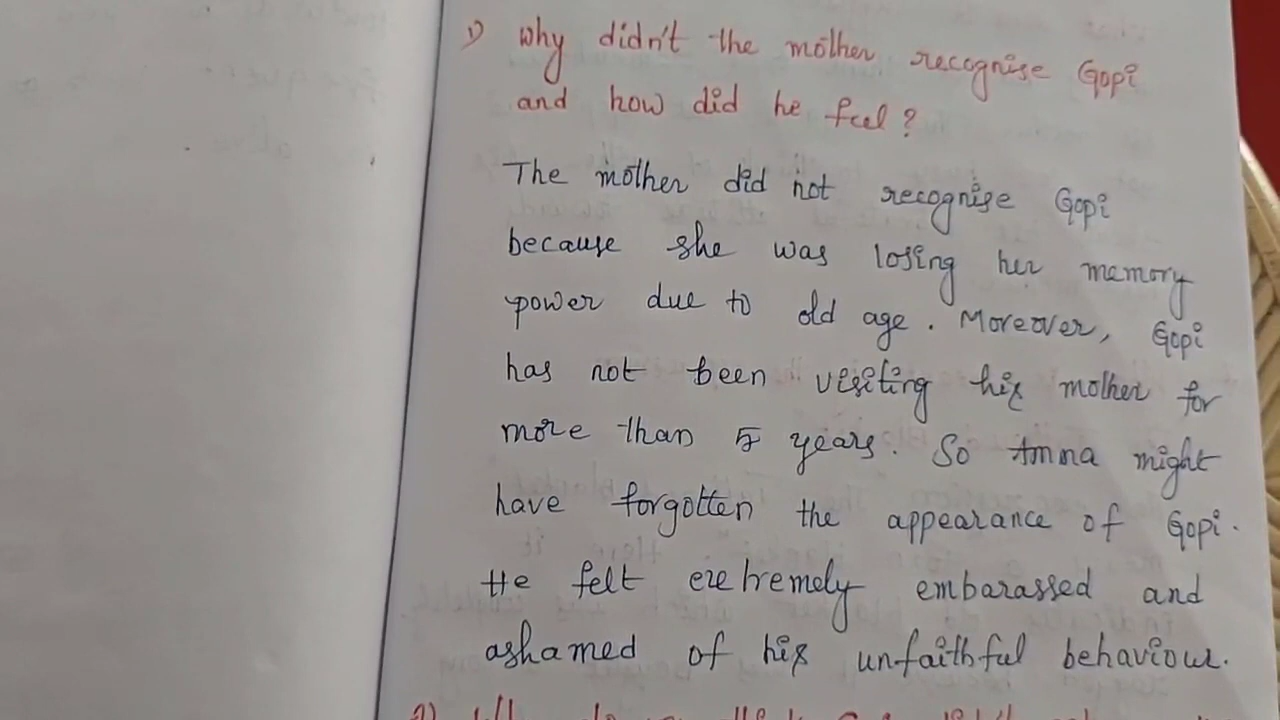 1) Why didn't the mother recognise Gopi
and how did he feel?
The mother did not recognise Gopi
because she was losing her memory
power due to old age. Moreover, Gopi
has not been visiting his mother for
more than 5 years. So Amma might
have forgotten the appearance of Gopi.
He felt extremely embarassed and
ashamed of his unfaithful behaviour.